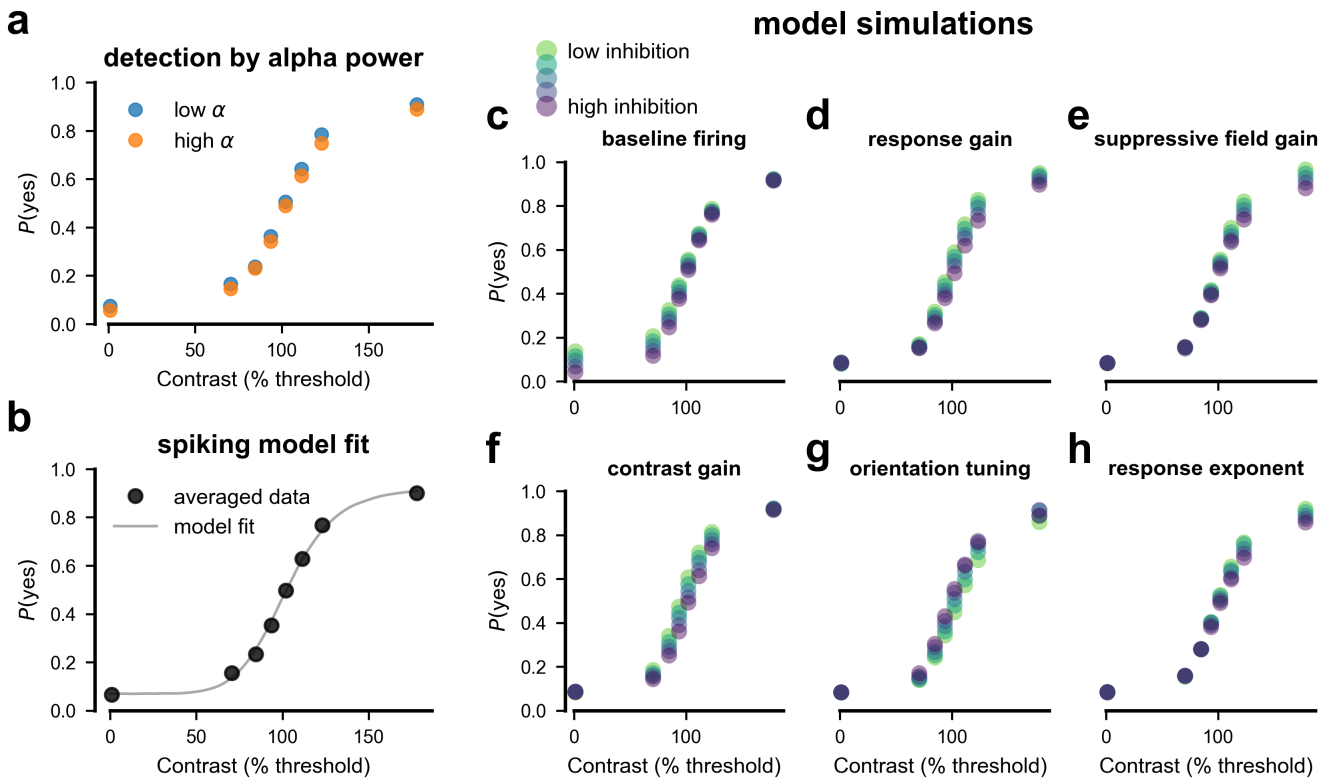 a
detection by alpha power
1.0
0.8
0.6
0.4
0.2
0.0
P(yes)
low α
high α
0 50 100 150
Contrast (% threshold)
b
spiking model fit
1.0
0.8
0.6
0.4
0.2
0.0
P(yes)
averaged data
model fit
0 50 100 150
Contrast (% threshold)
model simulations
low inhibition
high inhibition
c
baseline firing
1.0
0.8
0.6
0.4
0.2
0.0
P(yes)
0 100
d
response gain
0 100
e
suppressive field gain
0 100
f
contrast gain
1.0
0.8
0.6
0.4
0.2
0.0
P(yes)
0 100
Contrast (% threshold)
g
orientation tuning
0 100
Contrast (% threshold)
h
response exponent
0 100
Contrast (% threshold)